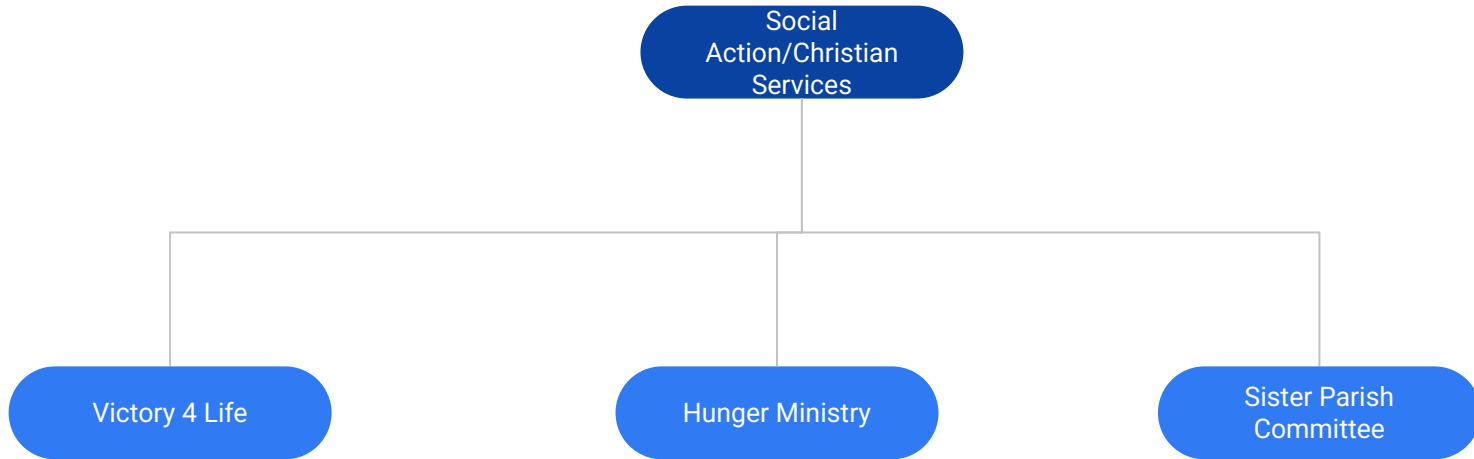 Social
Action/Christian
Services
Victory 4 Life
Hunger Ministry
Sister Parish
Committee